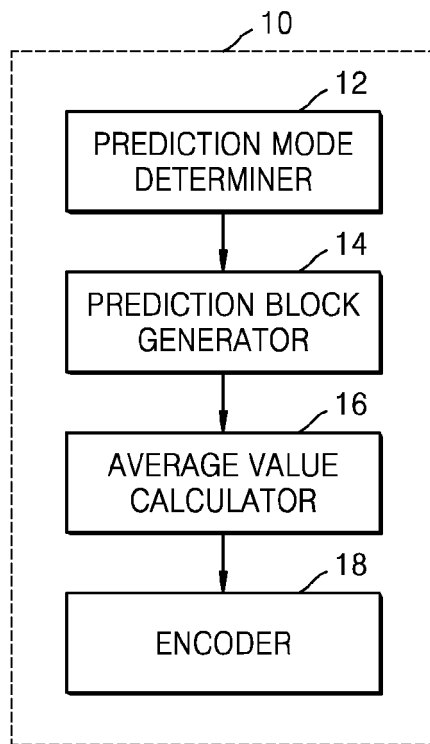 10
12
PREDICTION MODE
DETERMINER
14
PREDICTION BLOCK
GENERATOR
16
AVERAGE VALUE
CALCULATOR
18
ENCODER